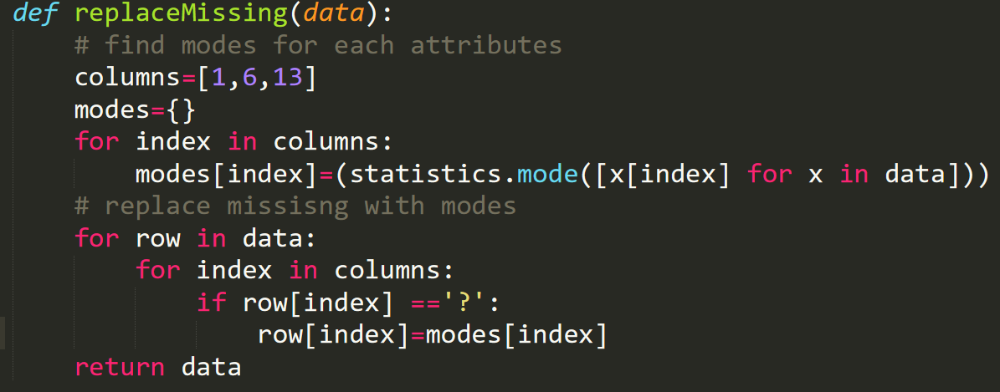 def replaceMissing(data):
    # find modes for each attributes
    columns=[1,6,13]
    modes={}
    for index in columns:
        modes[index]=(statistics.mode([x[index] for x in data]))
    # replace missisng with modes
    for row in data:
        for index in columns:
            if row[index] =='?':
                row[index]=modes[index]
    return data